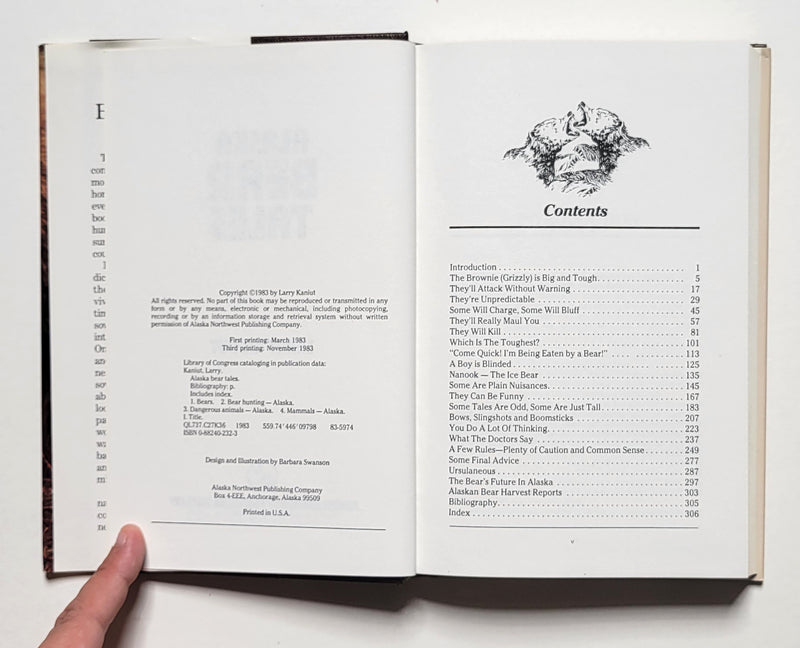 Copyright ©1983 by Larry Kaniut
All rights reserved. No part of this book may be reproduced or transmitted in any
form or by any means, electronic or mechanical, including photocopying,
recording or by an information storage and retrieval system without written
permission of Alaska Northwest Publishing Company.
First printing: March 1983
Third printing: November 1983
Library of Congress cataloging in publication data:
Kaniut, Larry.
Alaska bear tales.
Bibliography: p.
Includes index.
1. Bears. 2. Bear hunting — Alaska.
3. Dangerous animals — Alaska. 4. Mammals — Alaska.
I. Title.
QL737.C27K36 1983 559.74'446'09798 83-5974
ISBN 0-88240-232-3
Design and Illustration by Barbara Swanson
Alaska Northwest Publishing Company
Box 4-EEE, Anchorage, Alaska 99509
Printed in U.S.A.
Contents
Introduction . . . . . . . . . . 1
The Brownie (Grizzly) is Big and Tough . . . . . . . . . . 5
They'll Attack Without Warning . . . . . . . . . . 17
They're Unpredictable . . . . . . . . . . 29
Some Will Charge, Some Will Bluff . . . . . . . . . . 45
They'll Really Maul You . . . . . . . . . . 57
They Will Kill . . . . . . . . . . 81
Which Is The Toughest? . . . . . . . . . . 101
"Come Quick! I'm Being Eaten by a Bear!" . . . . . . . . . . 113
A Boy is Blinded . . . . . . . . . . 125
Nanook — The Ice Bear . . . . . . . . . . 135
Some Are Plain Nuisances . . . . . . . . . . 145
They Can Be Funny . . . . . . . . . . 167
Some Tales Are Odd, Some Are Just Tall . . . . . . . . . . 183
Bows, Slingshots and Boomsticks . . . . . . . . . . 207
You Do A Lot Of Thinking . . . . . . . . . . 223
What The Doctors Say . . . . . . . . . . 237
A Few Rules—Plenty of Caution and Common Sense . . . . . . . . . . 249
Some Final Advice . . . . . . . . . . 277
Ursulaneous . . . . . . . . . . 287
The Bear's Future In Alaska . . . . . . . . . . 297
Alaskan Bear Harvest Reports . . . . . . . . . . 303
Bibliography . . . . . . . . . . 305
Index . . . . . . . . . . 306
v